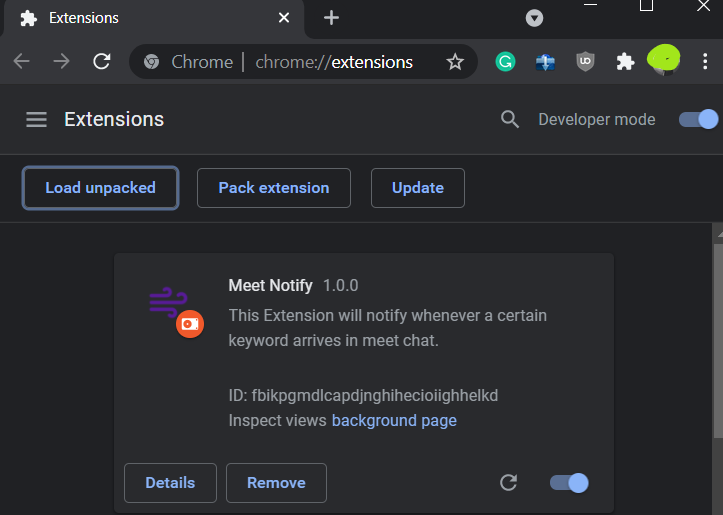 Extensions
Chrome | chrome://extensions
Extensions
Developer mode
Load unpacked
Pack extension
Update
Meet Notify 1.0.0
This Extension will notify whenever a certain
keyword arrives in meet chat.
ID: fbikpgmdlcapdjnghihecioiighhelkd
Inspect views background page
Details
Remove